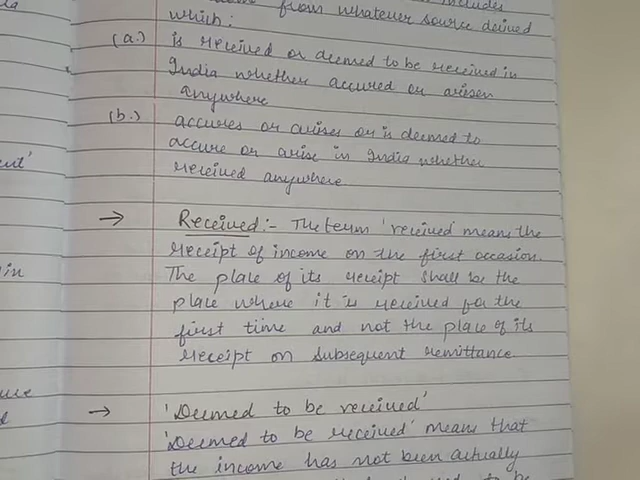 from whatever source derived
which:
(a.) is received or deemed to be received in
India whether accured or arisen
anywhere
(b.) accures or arises or is deemed to
accure or arise in India whether
received anywhere
→ Received:- The term 'received means the
receipt of income on the first occasion.
The place of its receipt shall be the
place where it is received for the
first time and not the place of its
receipt on subsequent remittance
→ 'Deemed to be received'
'Deemed to be received' means that
the income has not been actually